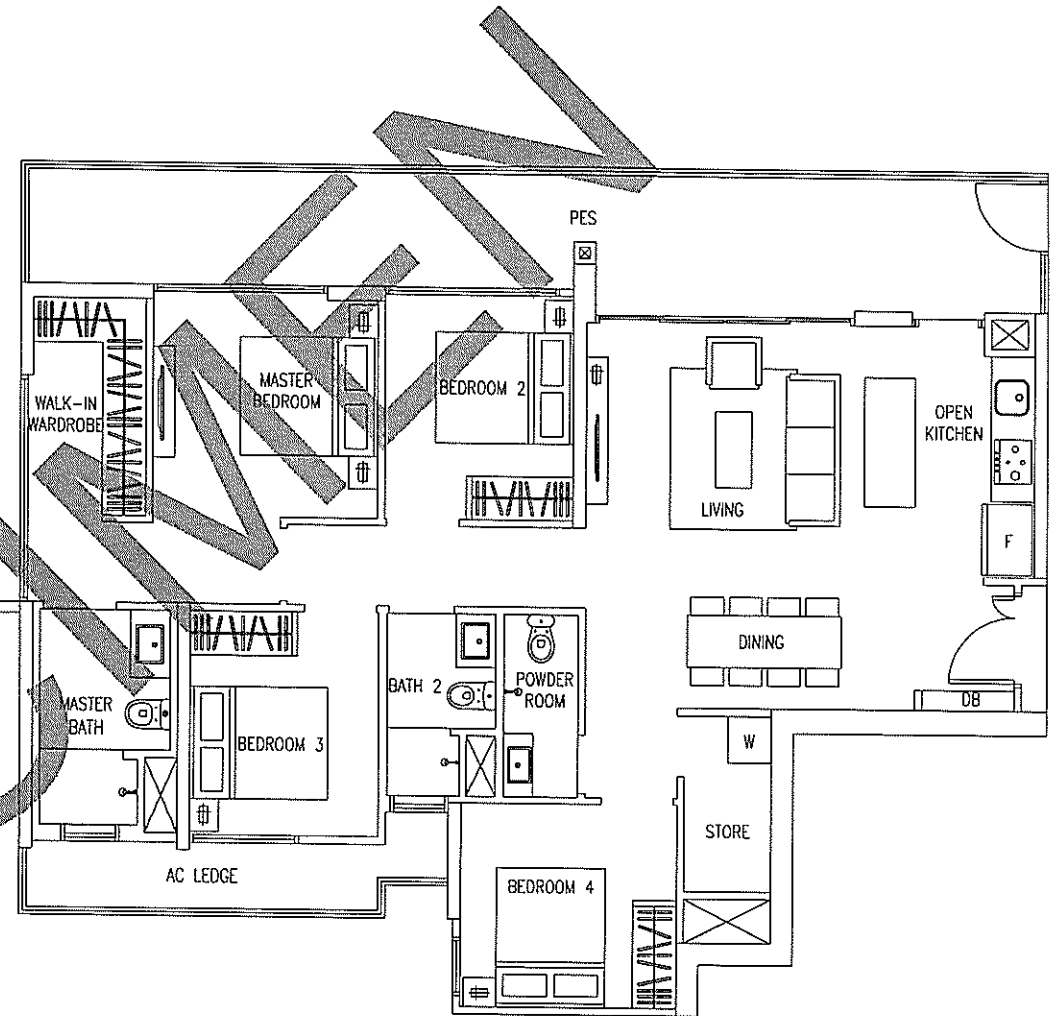 PES
WALK-IN
WARDROBE
MASTER
BEDROOM
BEDROOM 2
LIVING
OPEN
KITCHEN
F
DINING
DB
MASTER
BATH
BEDROOM 3
BATH 2
POWDER
ROOM
W
STORE
AC LEDGE
BEDROOM 4